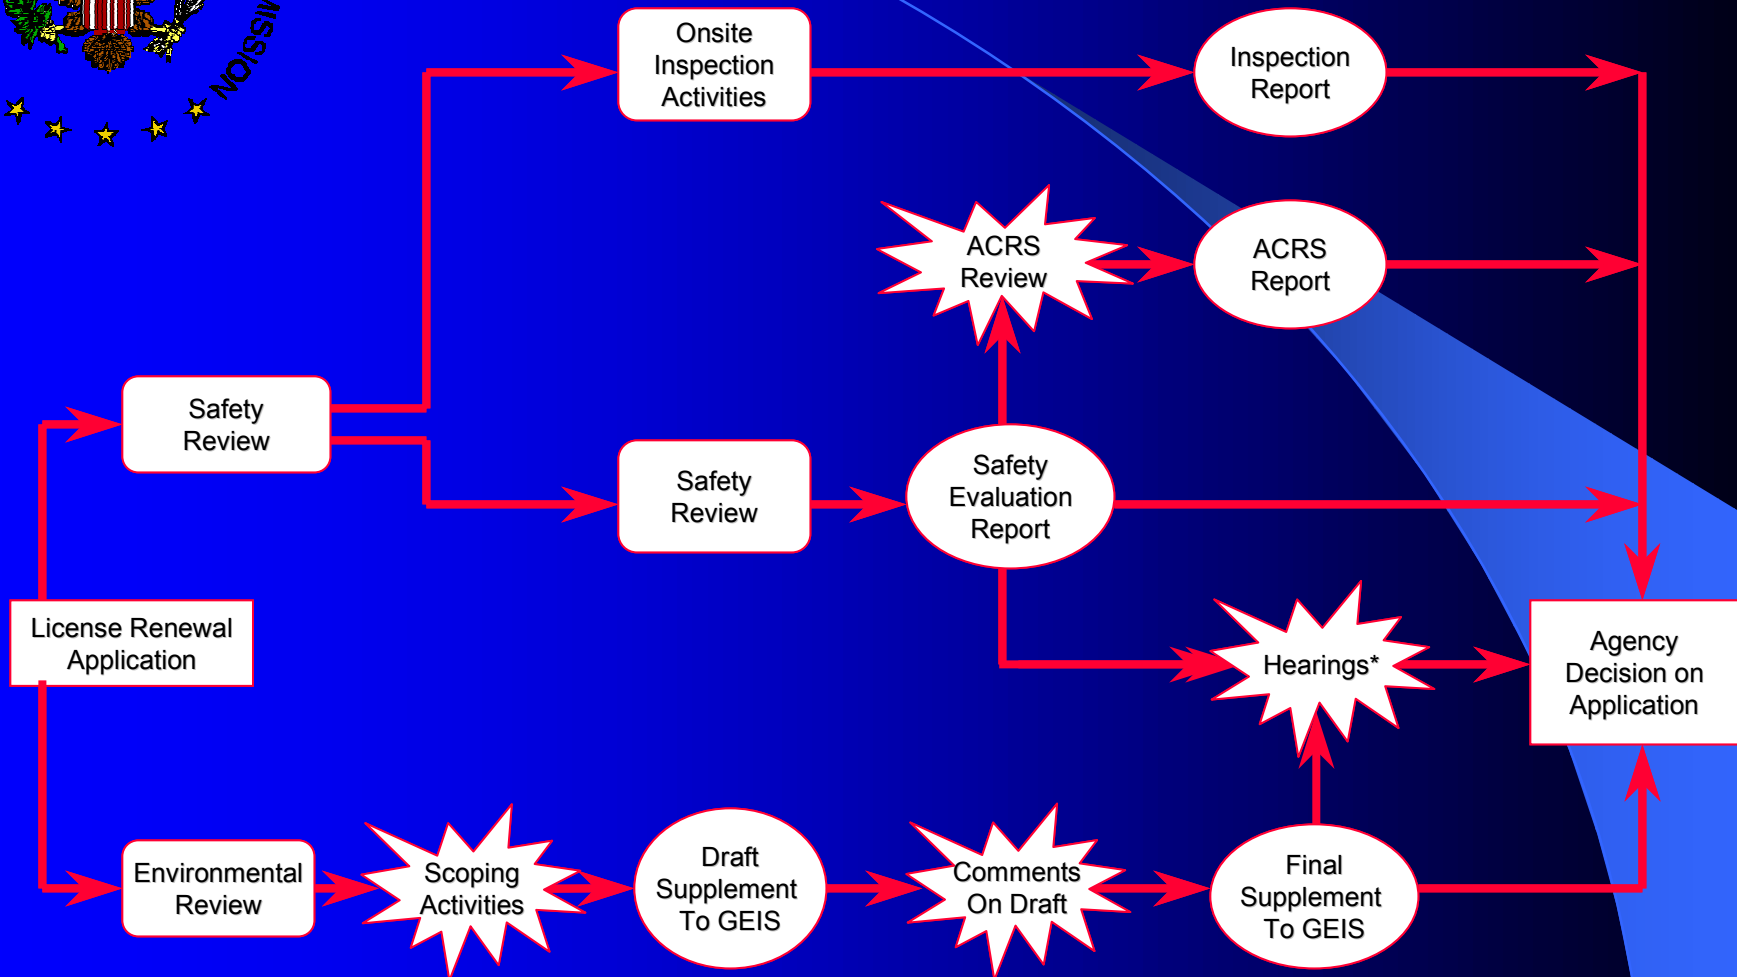 MISSION
Onsite
Inspection
Activities
Inspection
Report
ACRS
Review
ACRS
Report
Safety
Review
Safety
Review
Safety
Evaluation
Report
License Renewal
Application
Hearings*
Agency
Decision on
Application
Environmental
Review
Scoping
Activities
Draft
Supplement
To GEIS
Comments
On Draft
Final
Supplement
To GEIS